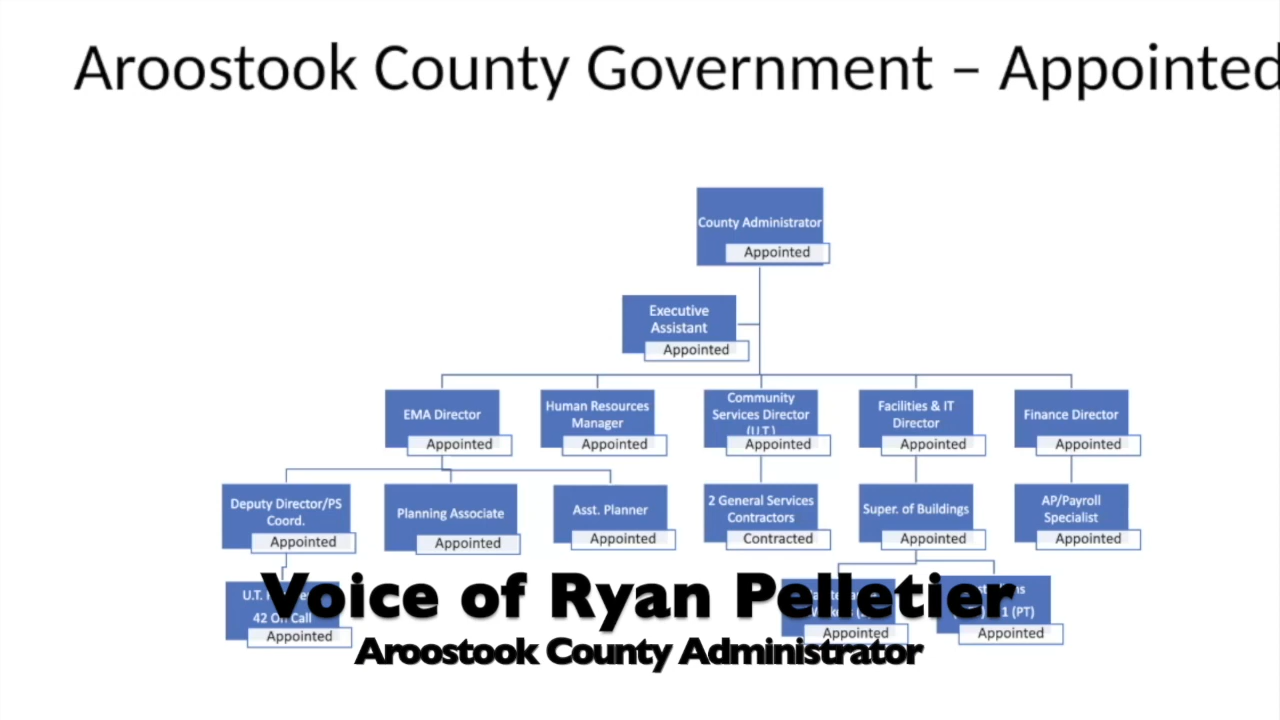 Aroostook County Government – Appointed
County Administrator
Appointed
Executive
Assistant
Appointed
EMA Director
Appointed
Human Resources
Manager
Appointed
Community
Services Director
(U.T.)
Appointed
Facilities & IT
Director
Appointed
Finance Director
Appointed
Deputy Director/PS
Coord.
Appointed
Planning Associate
Appointed
Asst. Planner
Appointed
2 General Services
Contractors
Contracted
Super. of Buildings
Appointed
AP/Payroll
Specialist
Appointed
U.T.
42 On Call
Appointed
Appointed
1 (PT)
Appointed
Voice of Ryan Pelletier
Aroostook County Administrator